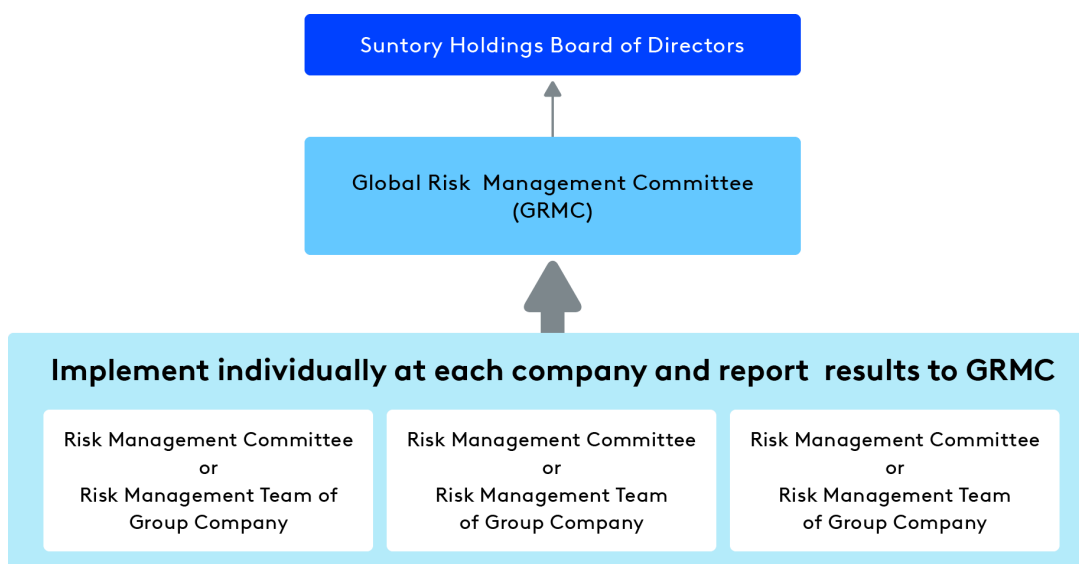 Suntory Holdings Board of Directors
Global Risk Management Committee
(GRMC)
Implement individually at each company and report results to GRMC
Risk Management Committee
or
Risk Management Team of
Group Company
Risk Management Committee
or
Risk Management Team
of Group Company
Risk Management Committee
or
Risk Management Team
of Group Company